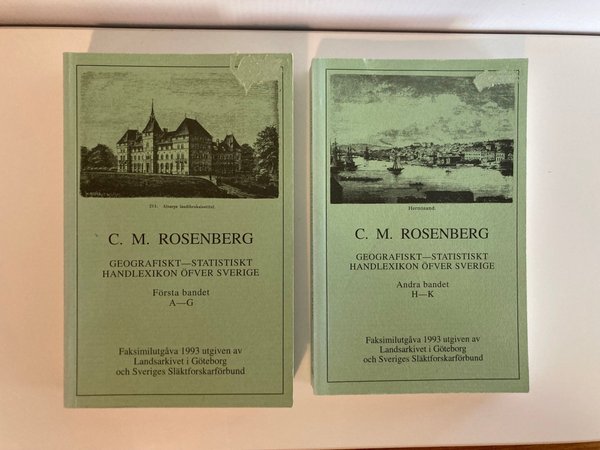 Alnarps landtbruksinstitut.
C. M. ROSENBERG
GEOGRAFISKT—STATISTISKT
HANDLEXIKON ÖFVER SVERIGE
Första bandet
A—G
Faksimilutgåva 1993 utgiven av
Landsarkivet i Göteborg
och Sveriges Släktforskarförbund
Hernösand.
C. M. ROSENBERG
GEOGRAFISKT—STATISTISKT
HANDLEXIKON ÖFVER SVERIGE
Andra bandet
H—K
Faksimilutgåva 1993 utgiven av
Landsarkivet i Göteborg
och Sveriges Släktforskarförbund